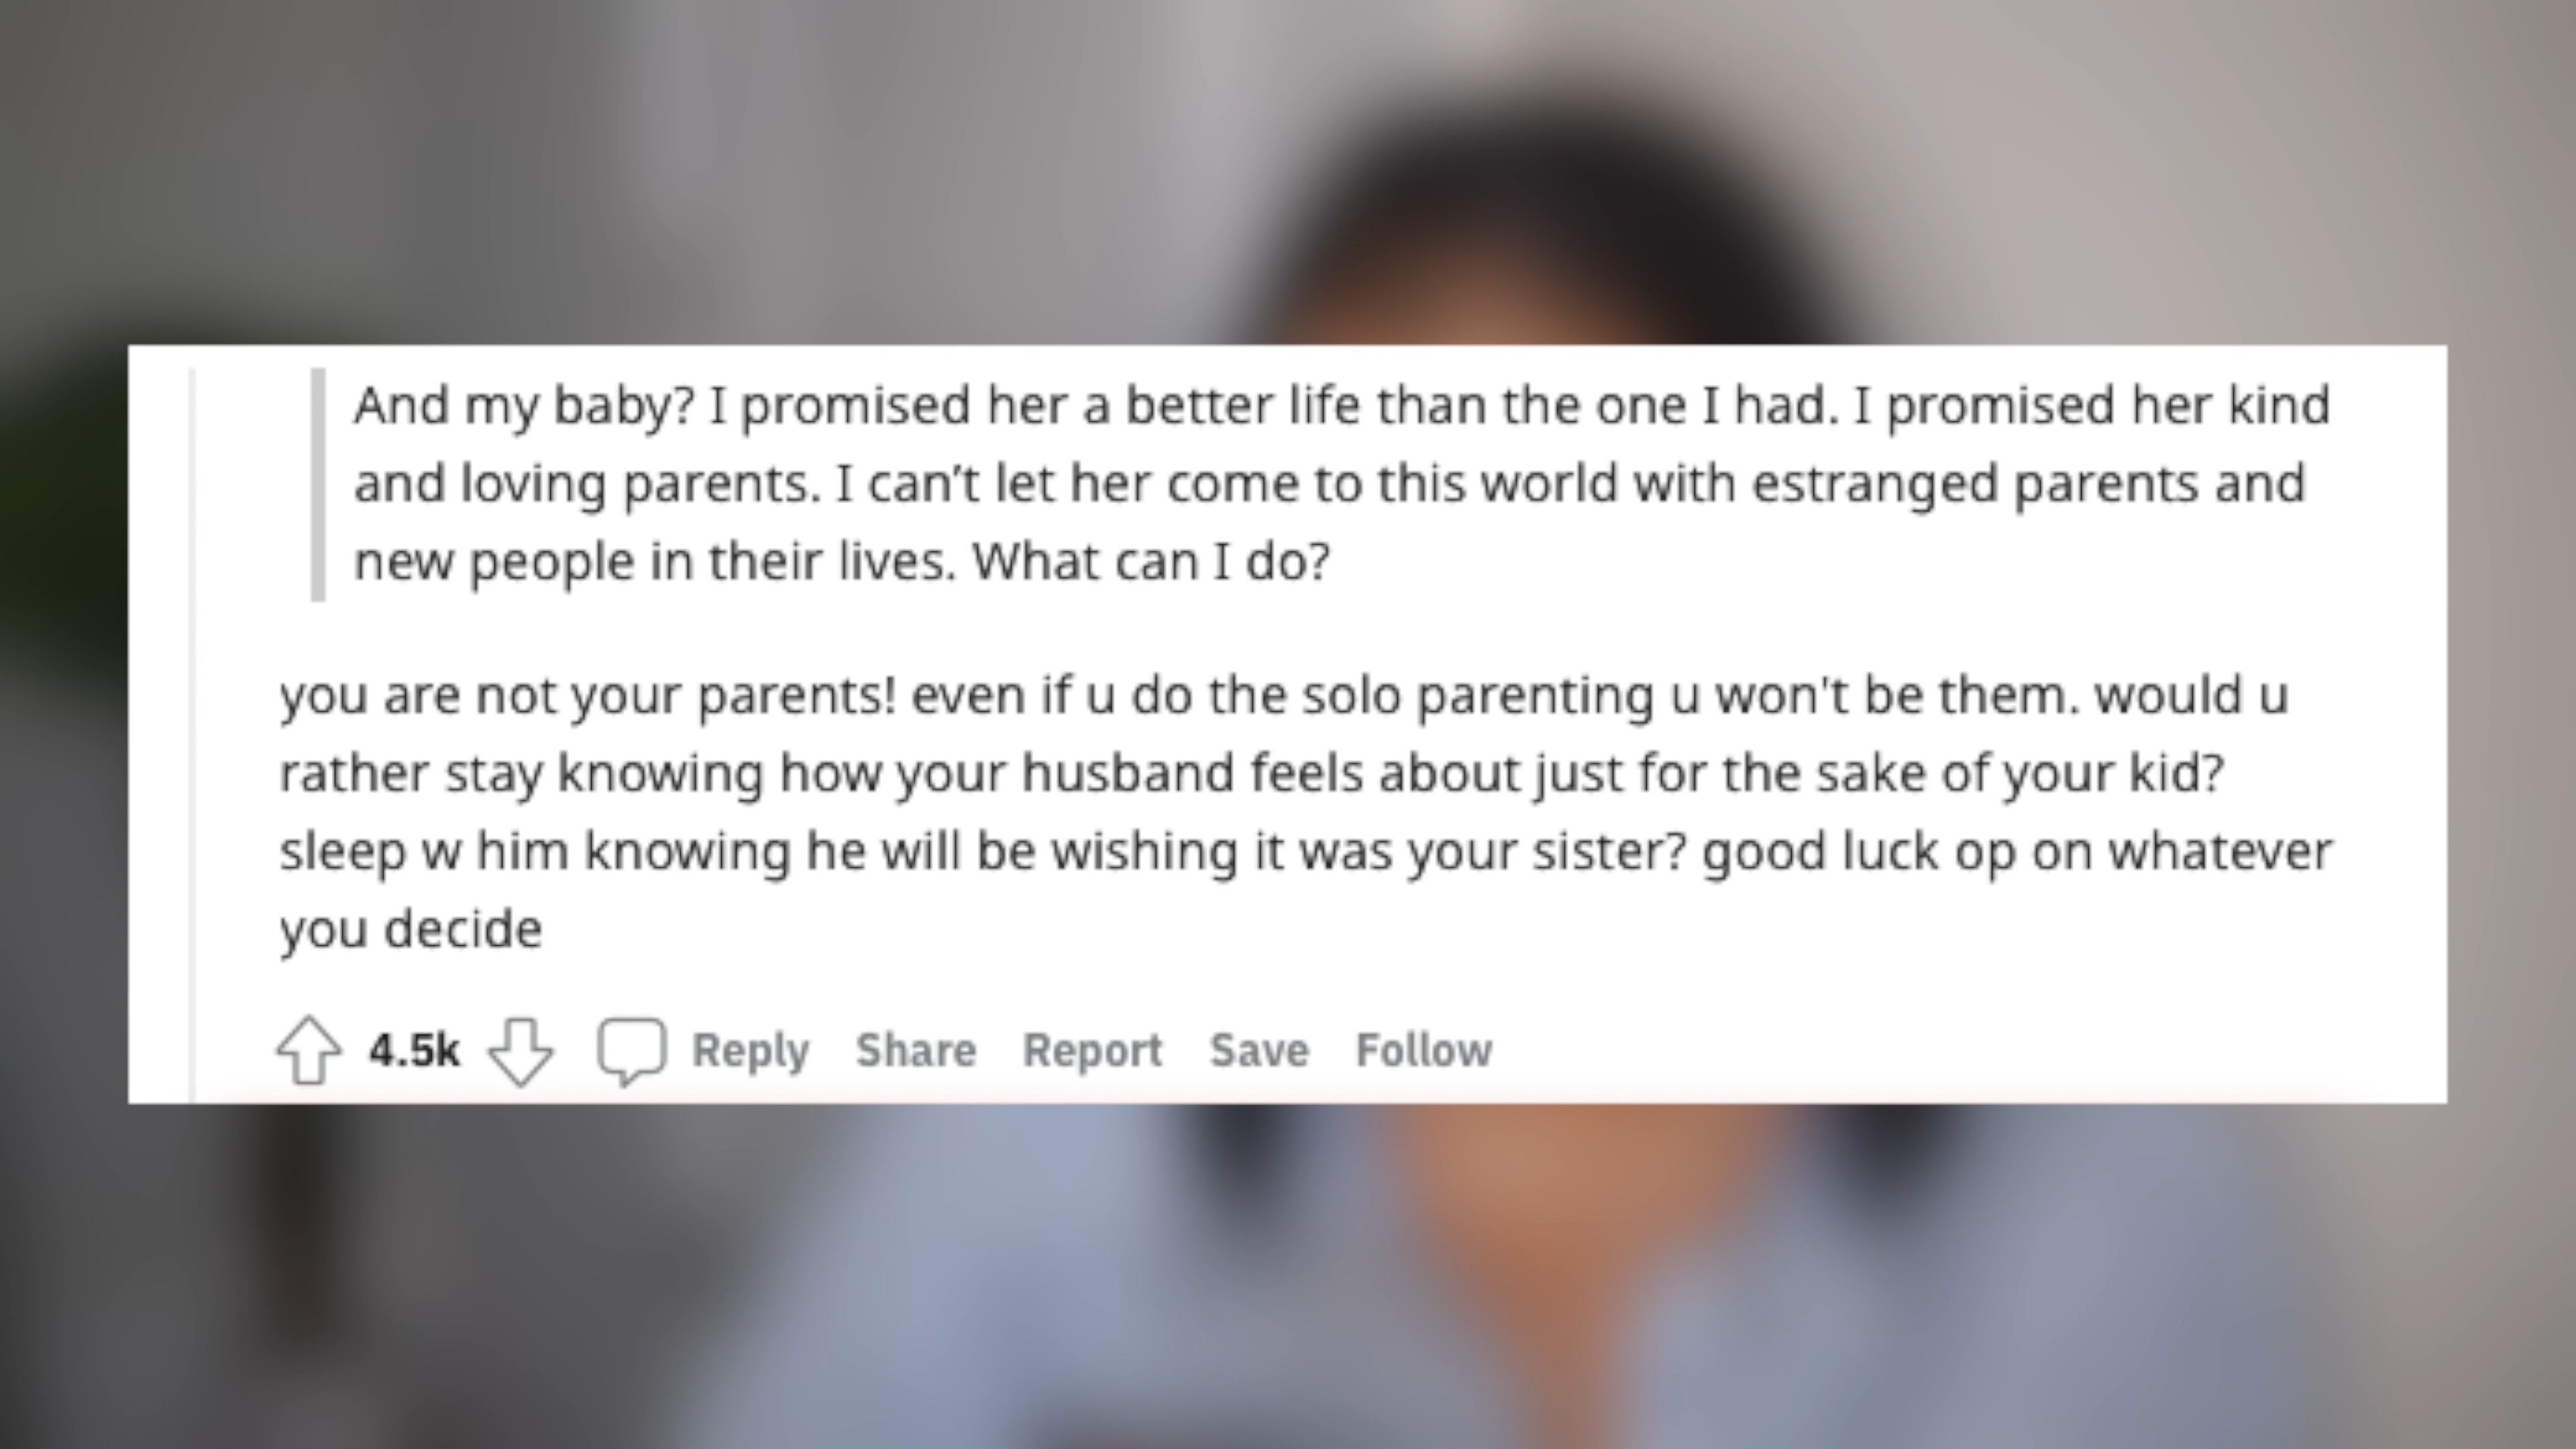 And my baby? I promised her a better life than the one I had. I promised her kind
and loving parents. I can’t let her come to this world with estranged parents and
new people in their lives. What can I do?
you are not your parents! even if u do the solo parenting u won't be them. would u
rather stay knowing how your husband feels about just for the sake of your kid?
sleep w him knowing he will be wishing it was your sister? good luck op on whatever
you decide
4.5k Reply Share Report Save Follow